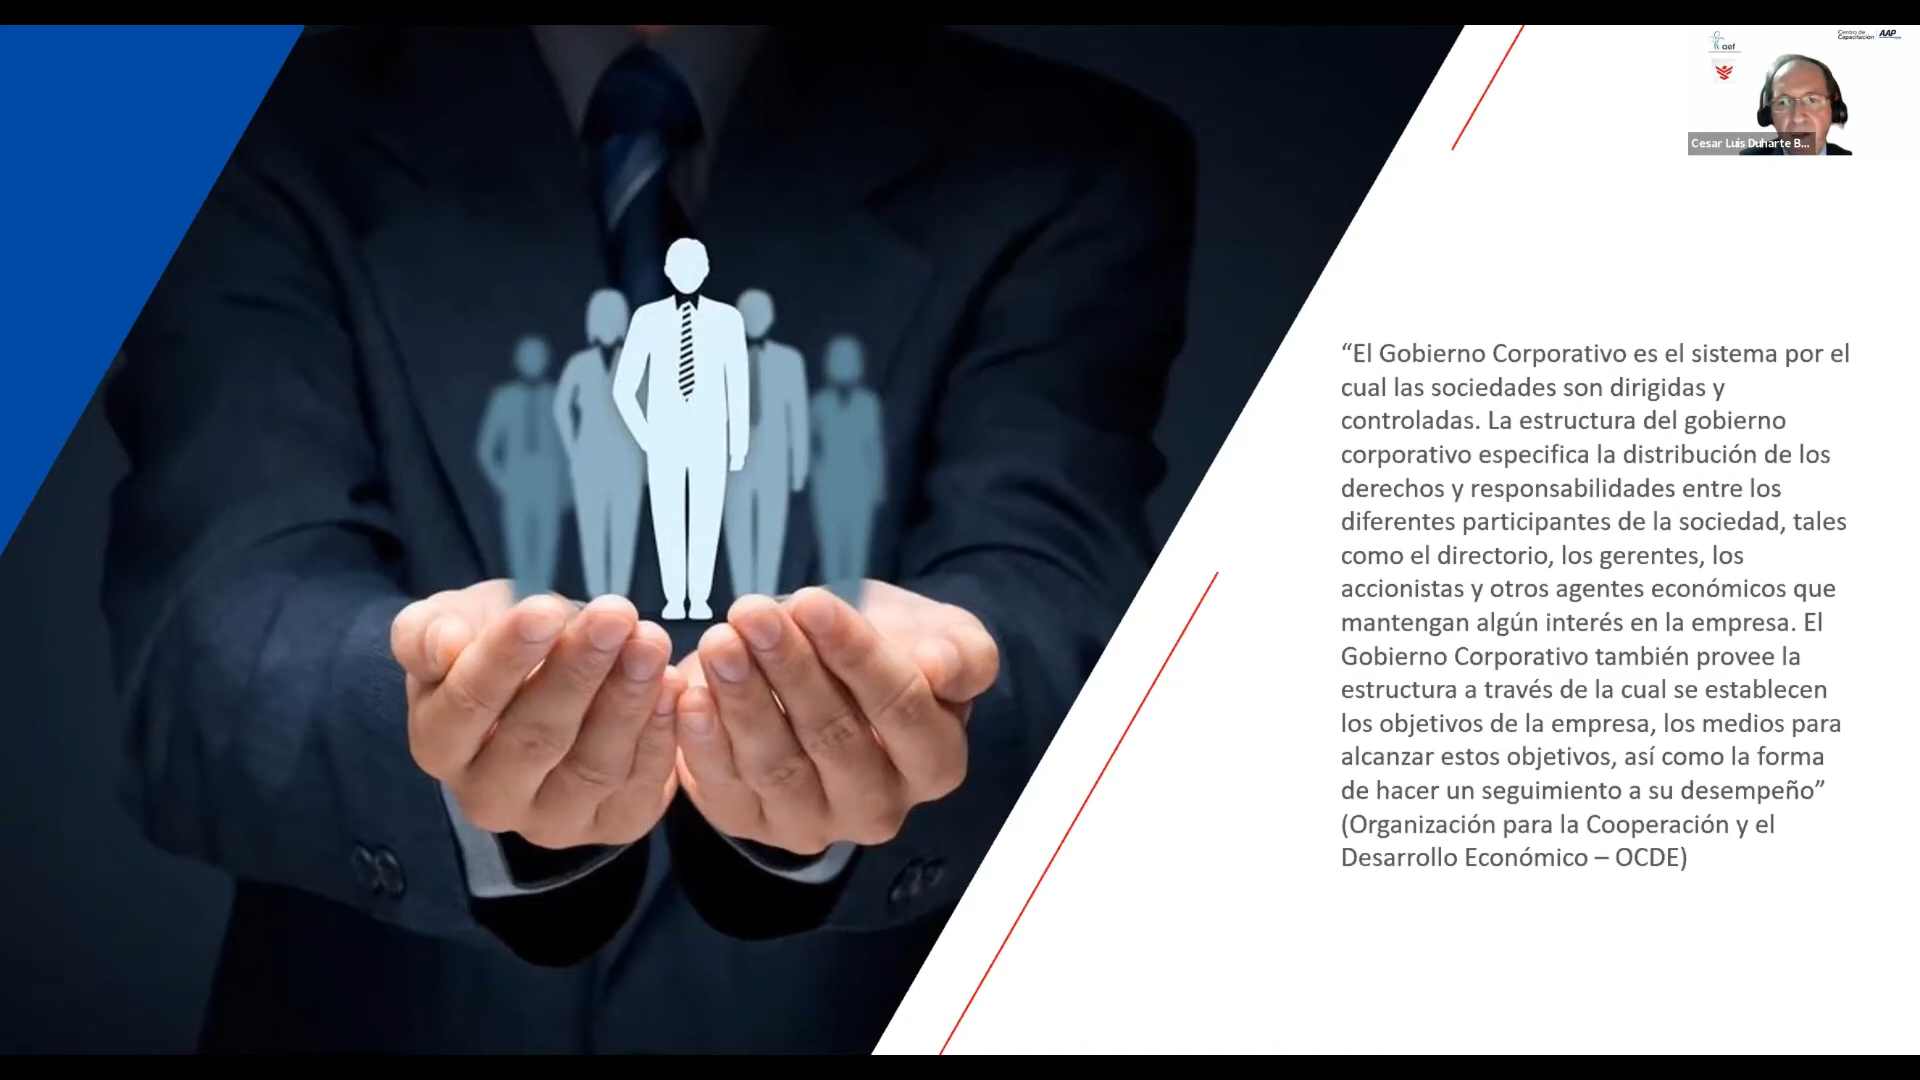 aef
Centro de
Capacitación
AAP
Cesar Luis Duharte B...
“El Gobierno Corporativo es el sistema por el
cual las sociedades son dirigidas y
controladas. La estructura del gobierno
corporativo especifica la distribución de los
derechos y responsabilidades entre los
diferentes participantes de la sociedad, tales
como el directorio, los gerentes, los
accionistas y otros agentes económicos que
mantengan algún interés en la empresa. El
Gobierno Corporativo también provee la
estructura a través de la cual se establecen
los objetivos de la empresa, los medios para
alcanzar estos objetivos, así como la forma
de hacer un seguimiento a su desempeño”
(Organización para la Cooperación y el
Desarrollo Económico – OCDE)